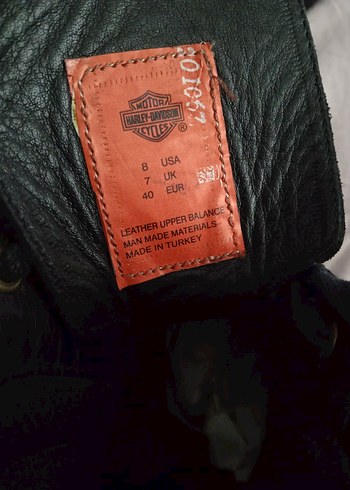 MOTOR
HARLEY-DAVIDSON
CYCLES ®
8 USA
7 UK
40 EUR
LEATHER UPPER BALANCE
MAN MADE MATERIALS
MADE IN TURKEY